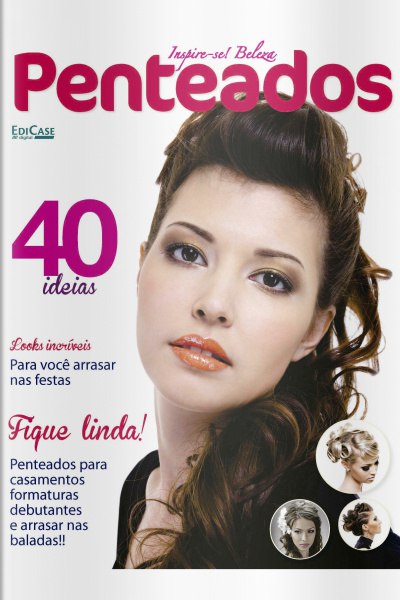 Inspire-se! Beleza
Penteados
EDICASE
digital
40
ideias
Looks incríveis
Para você arrasar
nas festas
Fique linda!
Penteados para
casamentos
formaturas
debutantes
e arrasar nas
baladas!!